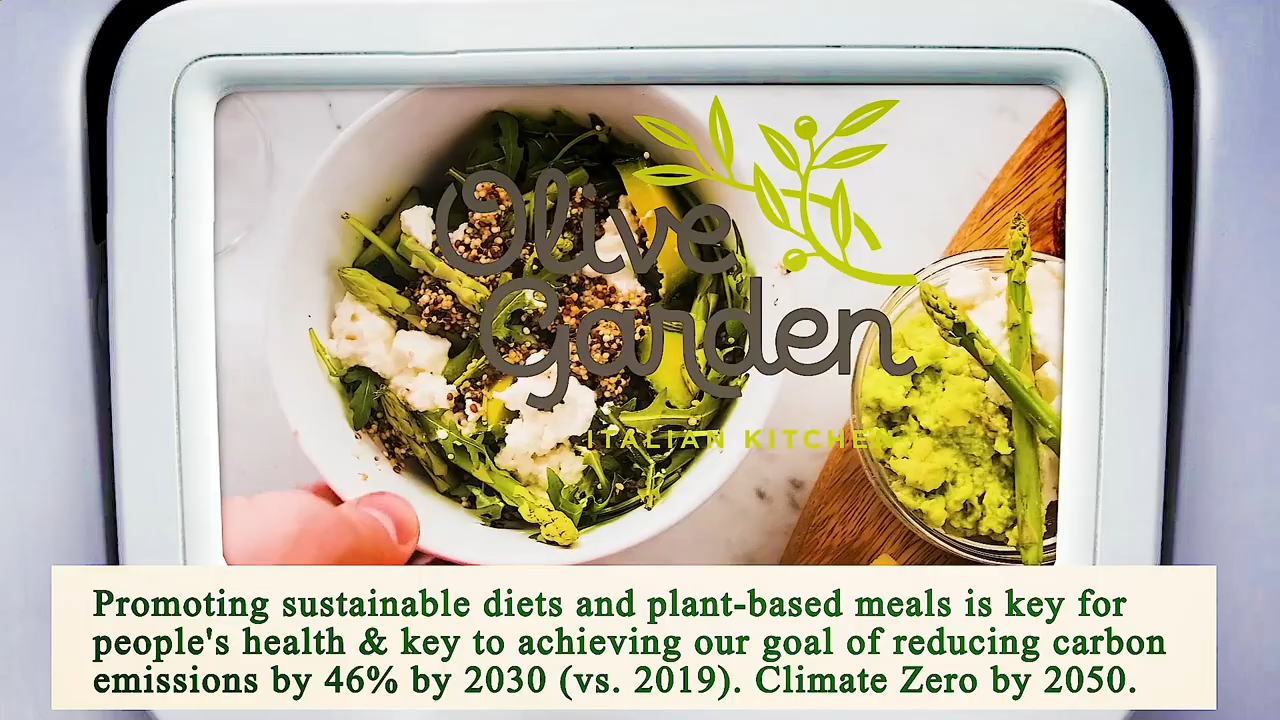 Olive
Garden
ITALIAN KITCHEN
Promoting sustainable diets and plant-based meals is key for
people's health & key to achieving our goal of reducing carbon
emissions by 46% by 2030 (vs. 2019). Climate Zero by 2050.